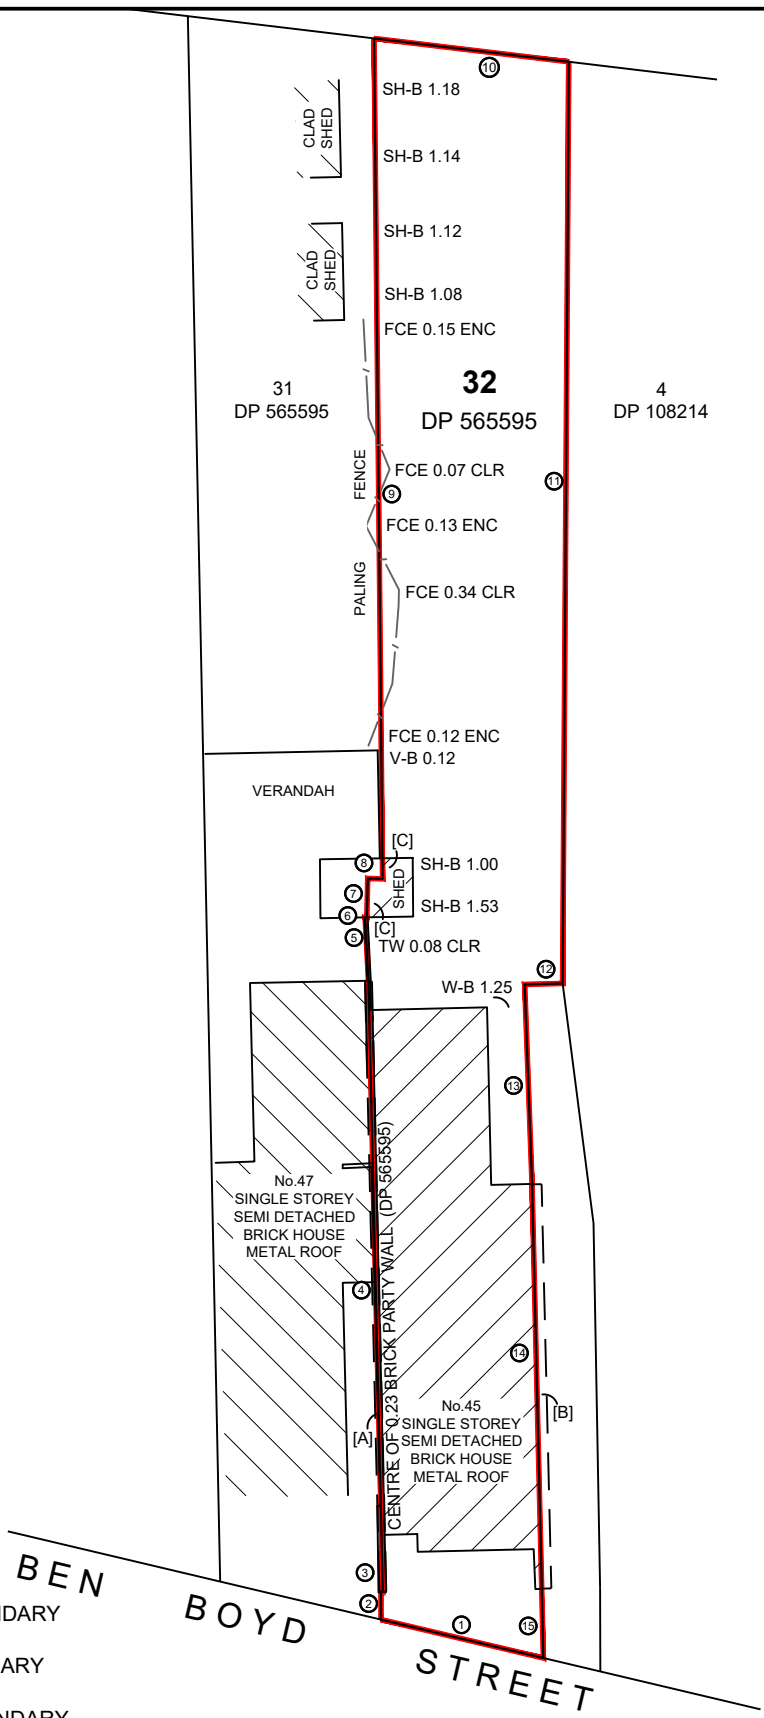 10
SH-B 1.18
CLAD
SHED
SH-B 1.14
SH-B 1.12
CLAD
SHED
SH-B 1.08
FCE 0.15 ENC
31
DP 565595
32
DP 565595
4
DP 108214
PALING FENCE
FCE 0.07 CLR
9
11
FCE 0.13 ENC
FCE 0.34 CLR
FCE 0.12 ENC
V-B 0.12
VERANDAH
[C]
8
SH-B 1.00
7
SHED
SH-B 1.53
6
[C]
5
TW 0.08 CLR
12
W-B 1.25
13
CENTRE OF 0.23 BRICK PARTY WALL (DP 565595)
No.47
SINGLE STOREY
SEMI DETACHED
BRICK HOUSE
METAL ROOF
4
14
No.45
SINGLE STOREY
SEMI DETACHED
BRICK HOUSE
METAL ROOF
[A]
[B]
3
2
1
15
BEN BOYD STREET
NDARY
ARY
NDARY